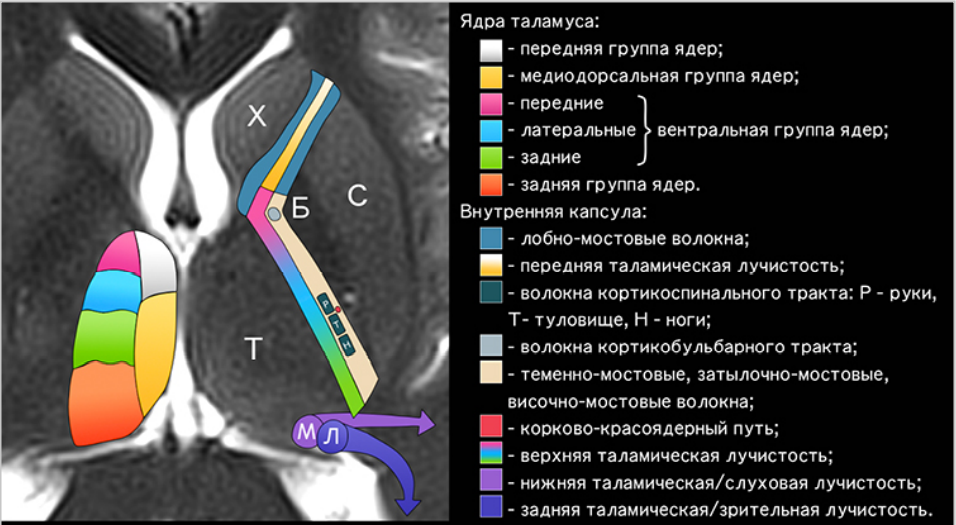 Ядра таламуса:
- передняя группа ядер;
- медиодорсальная группа ядер;
- передние
- латеральные
вентральная группа ядер;
- задние
- задняя группа ядер.
Внутренняя капсула:
- лобно-мостовые волокна;
- передняя таламическая лучистость;
- волокна кортикоспинального тракта: Р - руки,
Т- туловище, Н - ноги;
- волокна кортикобульбарного тракта;
- теменно-мостовые, затылочно-мостовые,
височно-мостовые волокна;
- корково-красоядерный путь;
- верхняя таламическая лучистость;
- нижняя таламическая/слуховая лучистость;
- задняя таламическая/зрительная лучистость.
Х
С
Б
Р
Т
Н
Т
М
Л